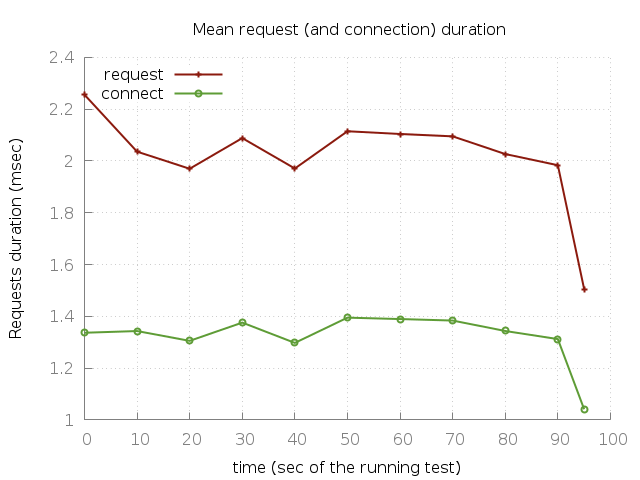 Mean request (and connection) duration
2.4
request
connect
2.2
2
1.8
1.6
1.4
1.2
1
Requests duration (msec)
0 10 20 30 40 50 60 70 80 90 100
time (sec of the running test)